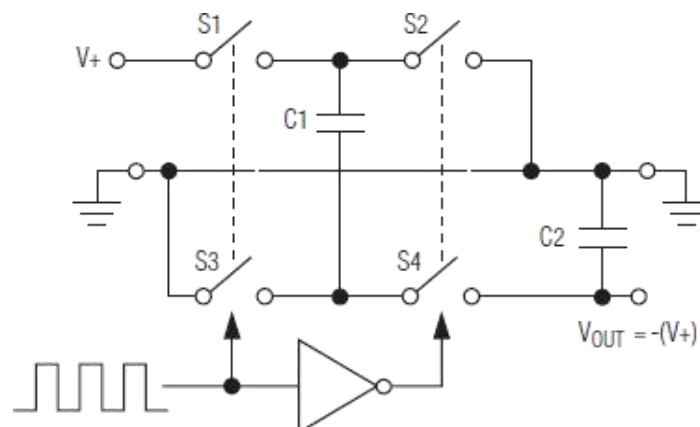 S1
S2
V+
C1
C2
S3
S4
VOUT = -(V+)